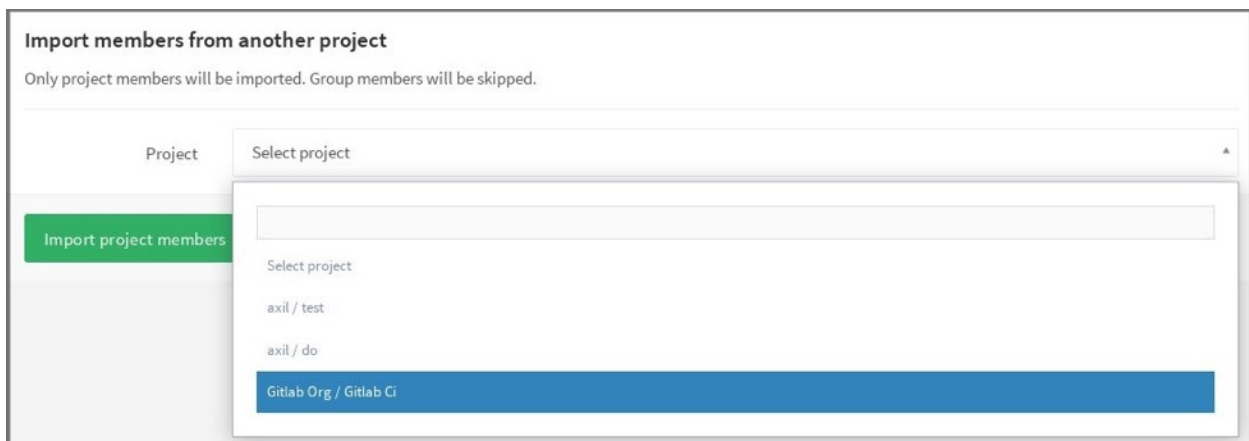 Import members from another project
Only project members will be imported. Group members will be skipped.
Project
Select project
Import project members
Select project
axil / test
axil / do
Gitlab Org / Gitlab Ci